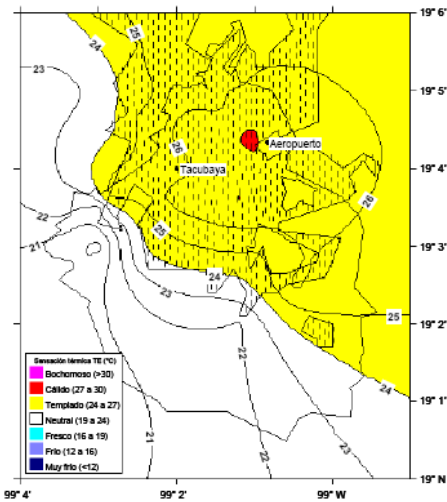 19° 6'
24
25
23
19° 5'
Aeropuerto
26
19° 4'
Tacubaya
26
22
25
21
19° 3'
24
23
25
19° 2'
Sensación térmica TE (°C)
Bochornoso (>30)
22
24
Cálido (27 a 30)
Templado (24 a 27)
19° 1'
Neutral (19 a 24)
Fresco (16 a 19)
21
23
Frío (12 a 16)
22
Muy frío (<12)
19° N
99° 4' 99° 2' 99° W